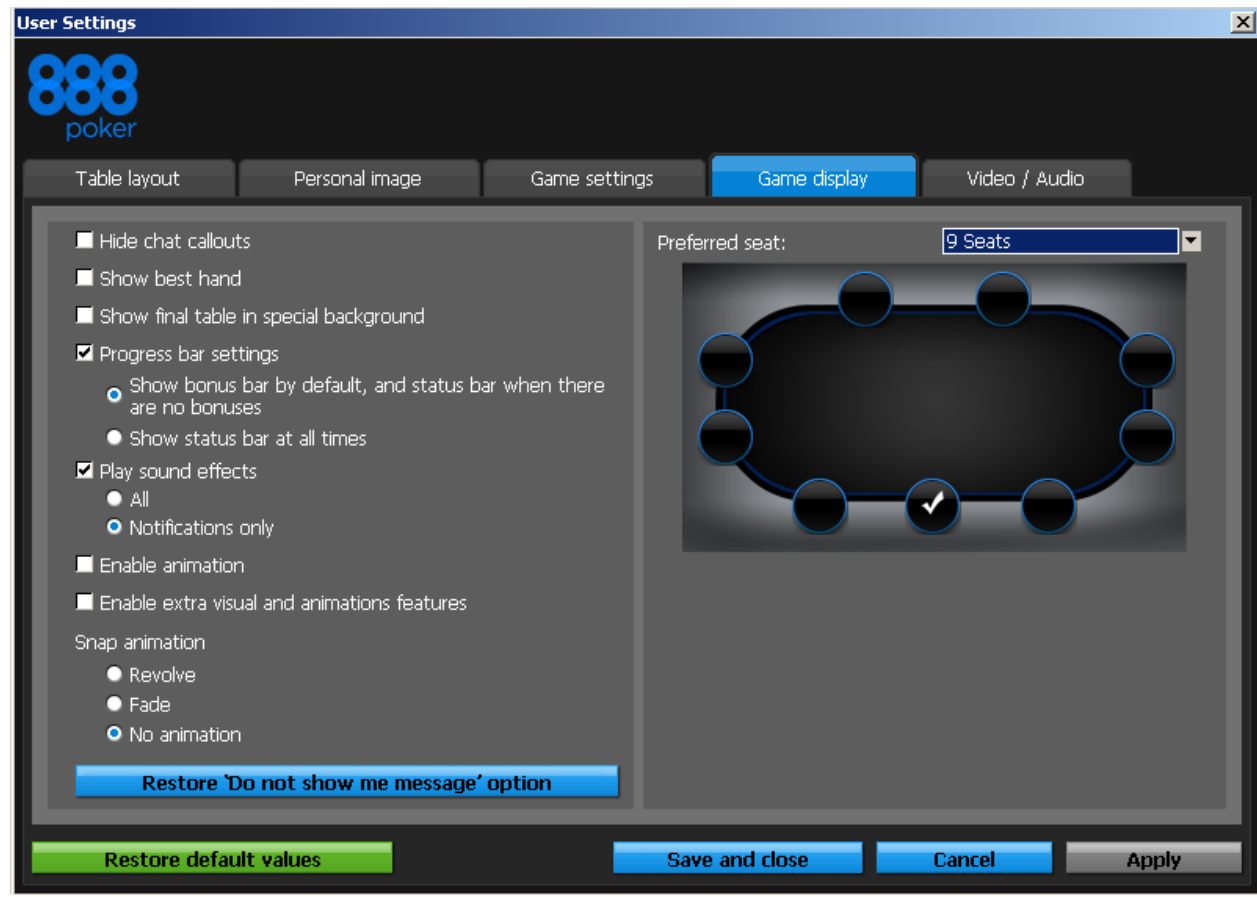 User Settings
888
poker
Table layout
Personal image
Game settings
Game display
Video / Audio
Hide chat callouts
Show best hand
Show final table in special background
Progress bar settings
Show bonus bar by default, and status bar when there
are no bonuses
Show status bar at all times
Play sound effects
All
Notifications only
Enable animation
Enable extra visual and animations features
Snap animation
Revolve
Fade
No animation
Restore 'Do not show me message' option
Preferred seat:
9 Seats
Restore default values
Save and close
Cancel
Apply